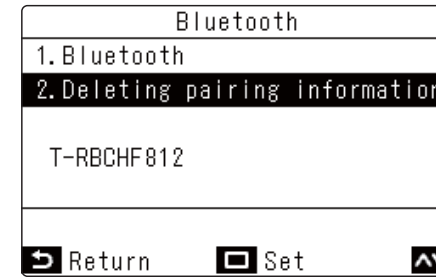 Bluetooth
1.Bluetooth
2.Deleting pairing information
T-RBCHF812
Return Set